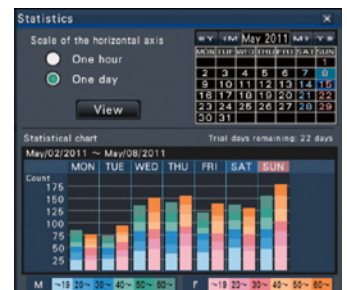 Statistics ×
Scale of the horizontal axis
One hour
One day
View
◄Y ◄M May 2011 M► Y►
MON TUE WED THU FRI SAT SUN
1
2 3 4 5 6 7 8
9 10 11 12 13 14 15
16 17 18 19 20 21 22
23 24 25 26 27 28 29
30 31
Statistical chart Trial days remaining: 22 days
May/02/2011 ~ May/08/2011
MON TUE WED THU FRI SAT SUN
Count
175
150
125
100
75
50
25
M ~19 20~ 30~ 40~ 50~ 60~ F ~19 20~ 30~ 40~ 50~ 60~